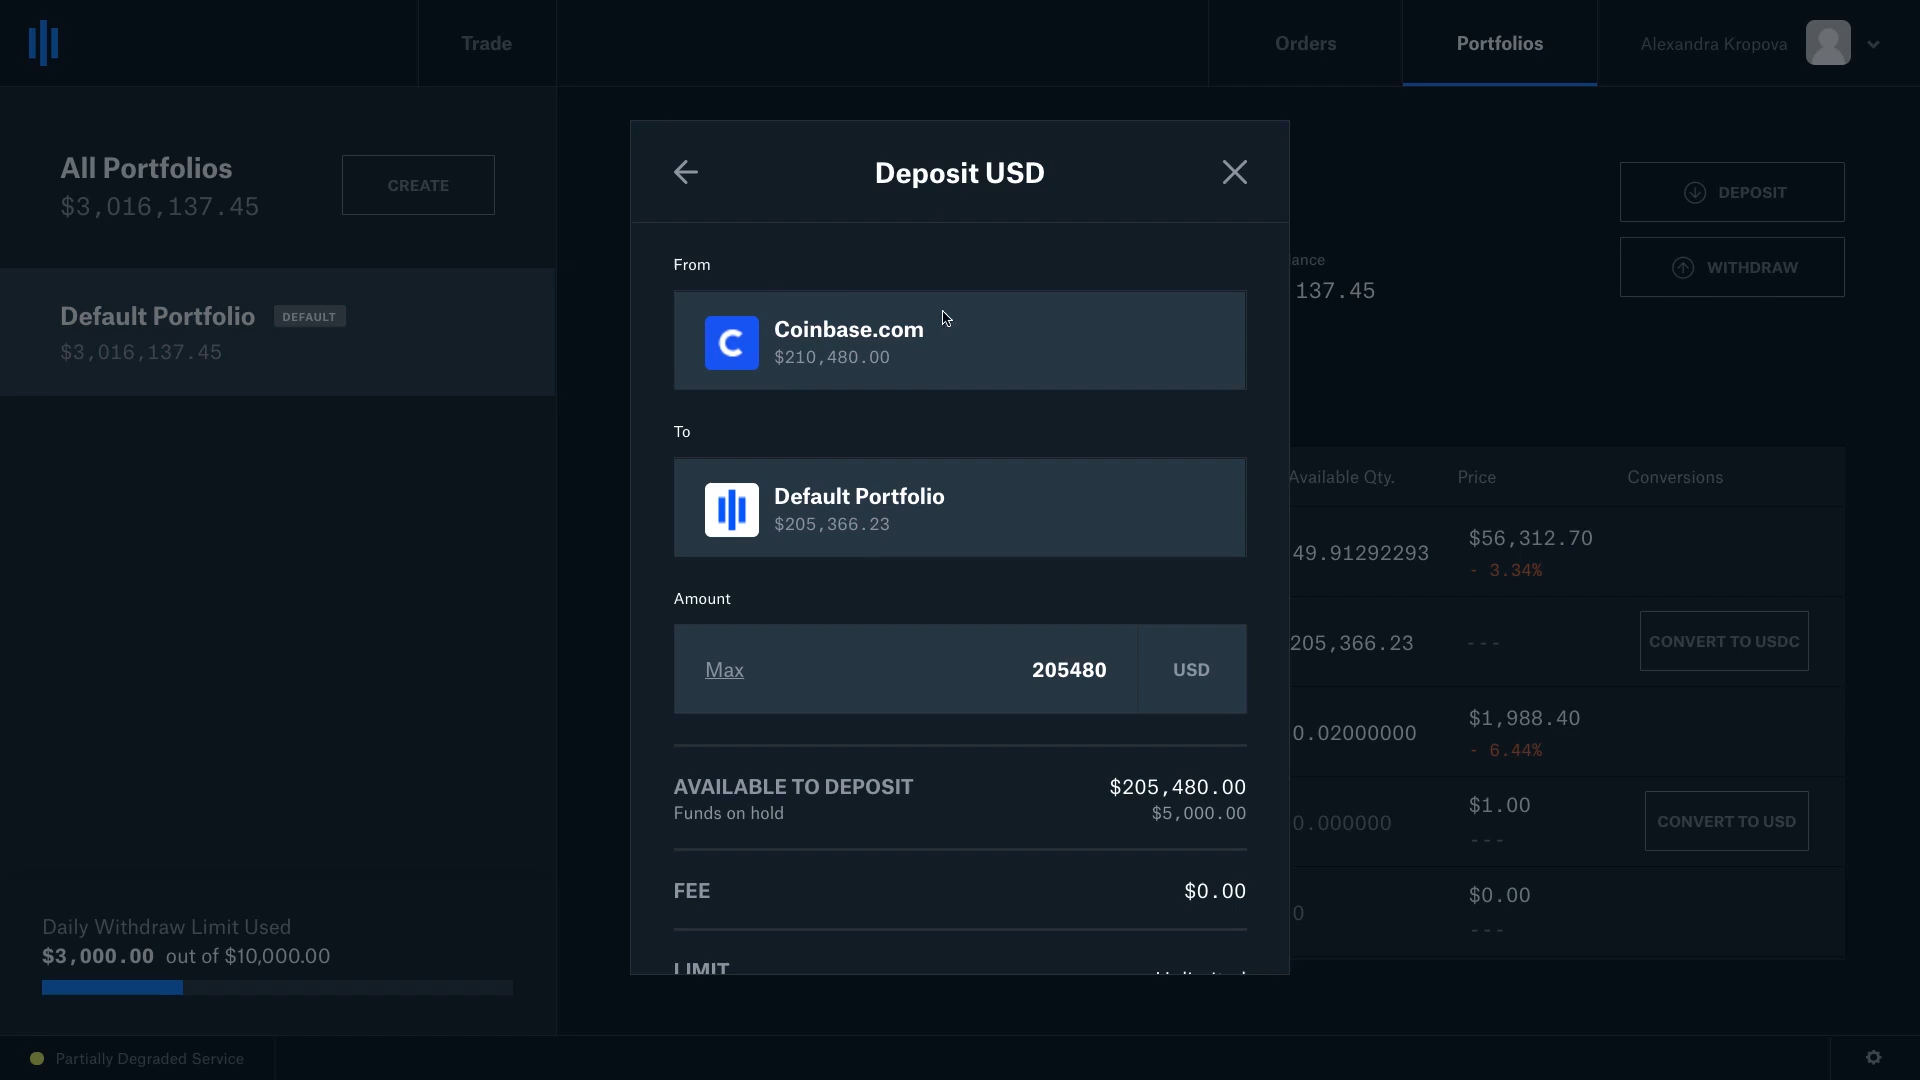 Trade
Orders
Portfolios
Alexandra Kropova
All Portfolios
$3,016,137.45
CREATE
Default Portfolio DEFAULT
$3,016,137.45
Daily Withdraw Limit Used
$3,000.00 out of $10,000.00
Partially Degraded Service
Deposit USD
From
Coinbase.com
$210,480.00
To
Default Portfolio
$205,366.23
Amount
Max 205480 USD
AVAILABLE TO DEPOSIT $205,480.00
Funds on hold $5,000.00
FEE $0.00
LIMIT Unlimited
DEPOSIT
WITHDRAW
ance
137.45
Available Qty. Price Conversions
49.91292293 $56,312.70
- 3.34%
205,366.23 --- CONVERT TO USDC
0.02000000 $1,988.40
- 6.44%
0.000000 $1.00 CONVERT TO USD
---
0 $0.00
---